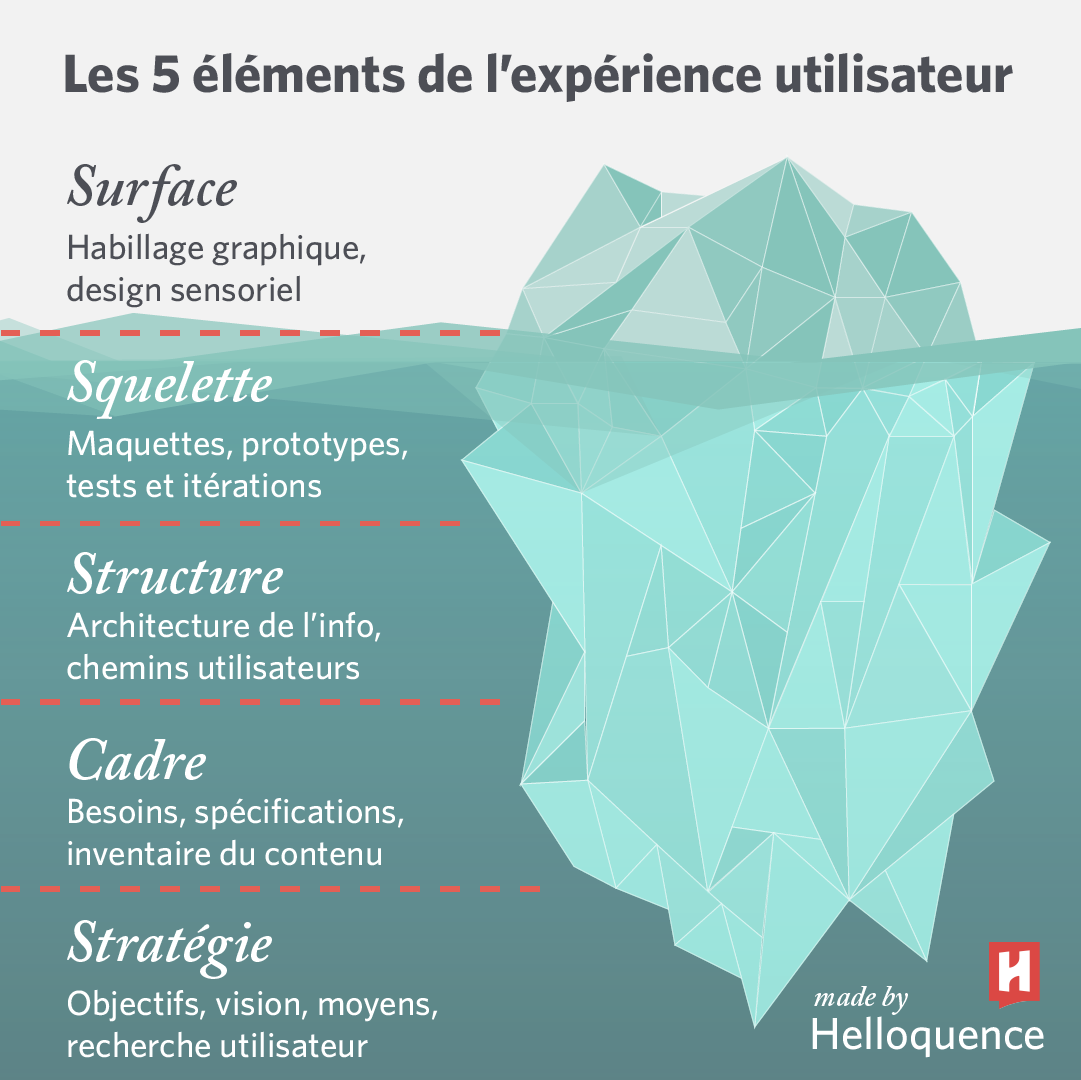 Les 5 éléments de l'expérience utilisateur
Surface
Habillage graphique,
design sensoriel
Squelette
Maquettes, prototypes,
tests et itérations
Structure
Architecture de l'info,
chemins utilisateurs
Cadre
Besoins, spécifications,
inventaire du contenu
Stratégie
Objectifs, vision, moyens,
recherche utilisateur
H
made by
Helloquence